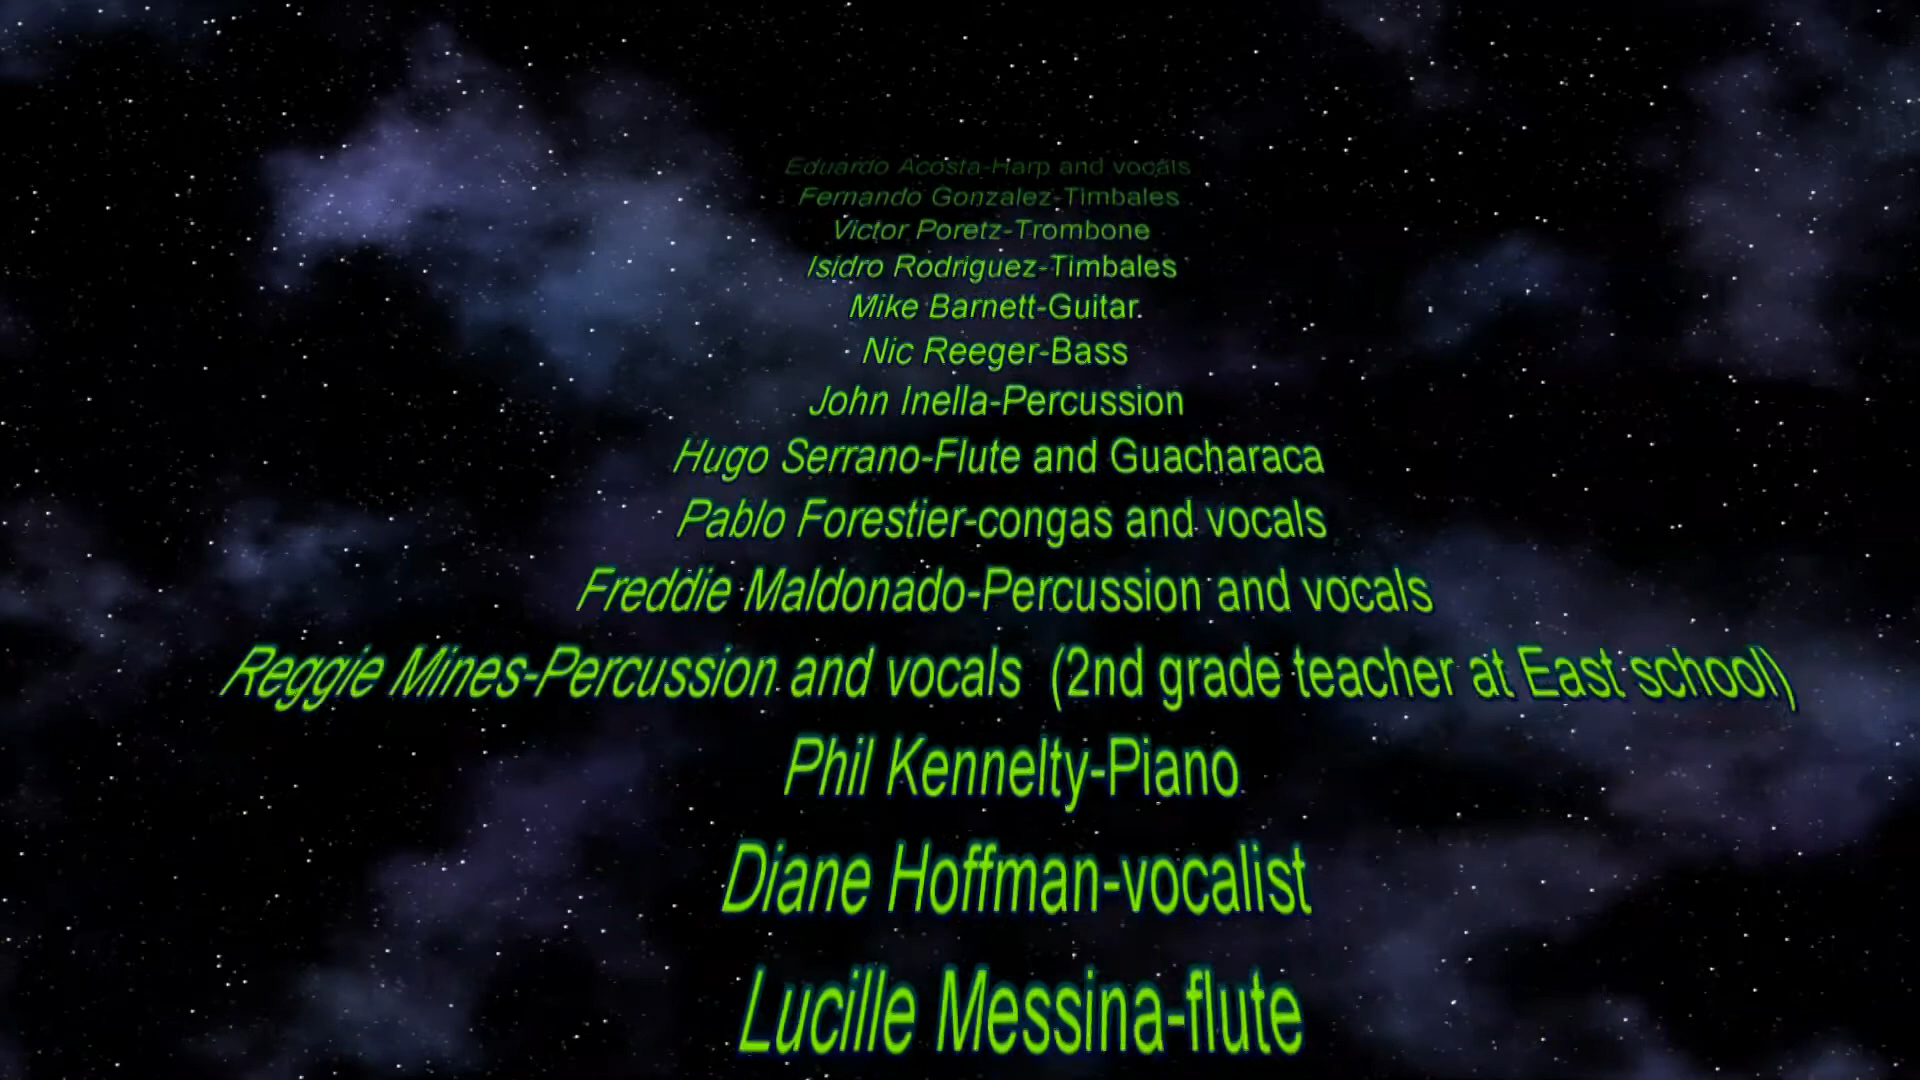 Eduardo Acosta-Harp and vocals
Fernando Gonzalez-Timbales
Victor Poretz-Trombone
Isidro Rodriguez-Timbales
Mike Barnett-Guitar
Nic Reeger-Bass
John Inella-Percussion
Hugo Serrano-Flute and Guacharaca
Pablo Forestier-congas and vocals
Freddie Maldonado-Percussion and vocals
Reggie Mines-Percussion and vocals (2nd grade teacher at East school)
Phil Kennelty-Piano
Diane Hoffman-vocalist
Lucille Messina-flute